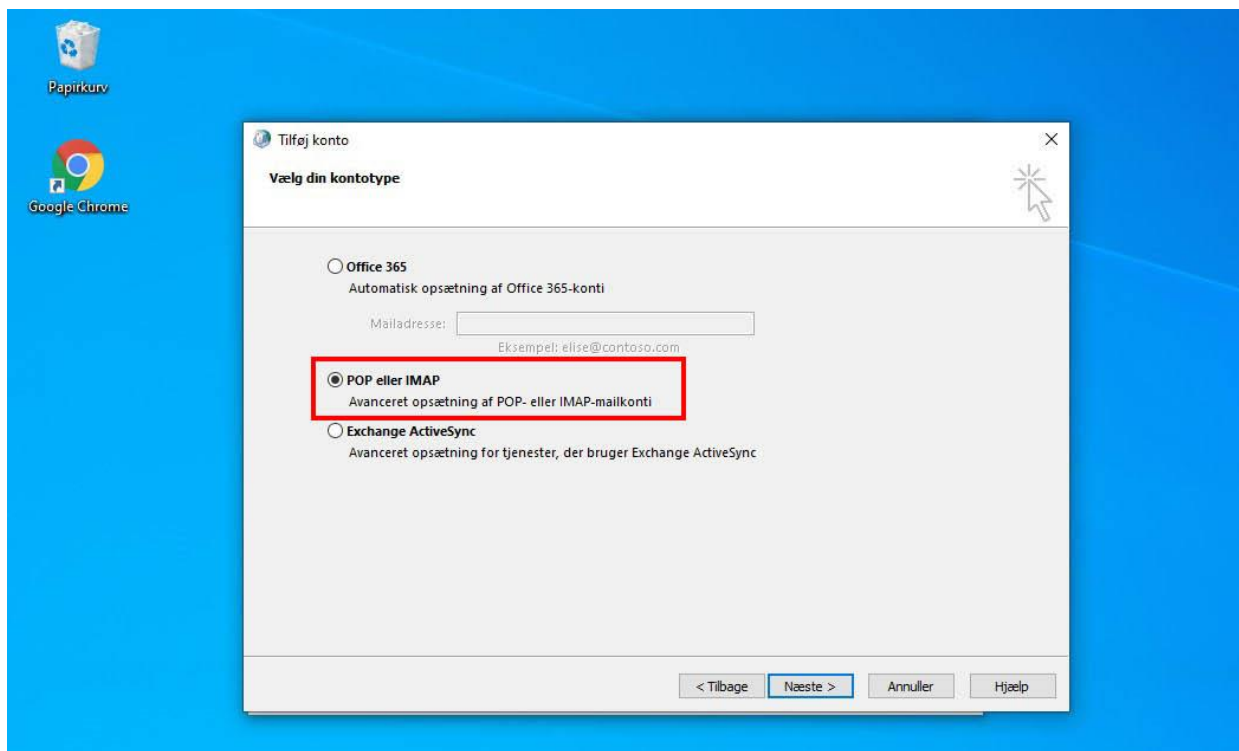 Papirkurv
Google Chrome
Tilføj konto
Vælg din kontotype
Office 365
Automatisk opsætning af Office 365-konti
Mailadresse:
Eksempel: elise@contoso.com
POP eller IMAP
Avanceret opsætning af POP- eller IMAP-mailkonti
Exchange ActiveSync
Avanceret opsætning for tjenester, der bruger Exchange ActiveSync
< Tilbage Næste > Annuller Hjælp